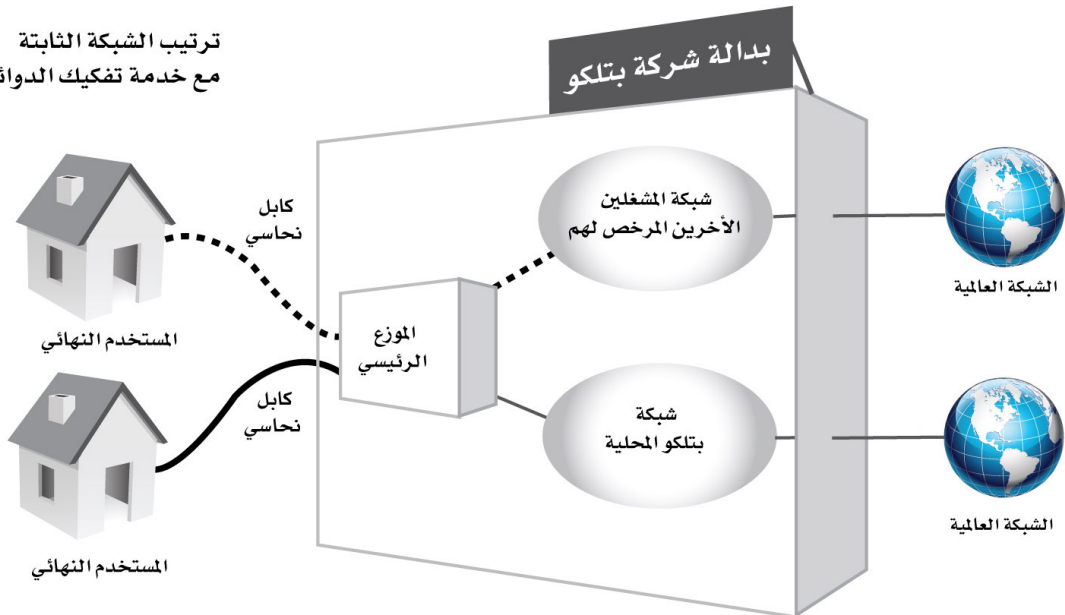 ترتيب الشبكة الثابتة
مع خدمة تفكيك
بدالة شركة بتلكو
كابل
نحاسي
شبكة المشغلين
الأخرين المرخص لهم
الشبكة العالمية
المستخدم النهائي
الموزع
الرئيسي
كابل
نحاسي
شبكة
بتلكو المحلية
الشبكة العالمية
المستخدم النهائي